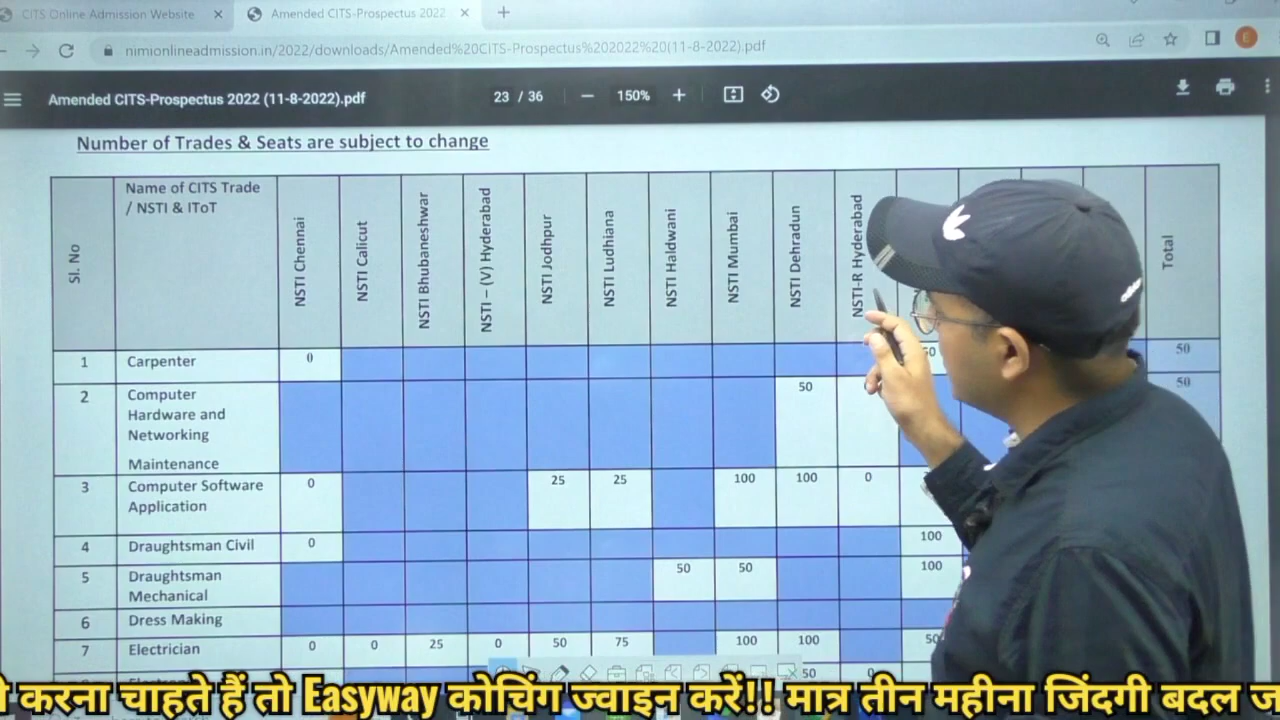 CITS Online Admission Website
Amended CITS-Prospectus 2022
nimionlineadmission.in/2022/downloads/Amended%20CITS-Prospectus%202022%20(11-8-2022).pdf
E
Amended CITS-Prospectus 2022 (11-8-2022).pdf
23 / 36
150%
Number of Trades & Seats are subject to change
Sl. No
Name of CITS Trade
/ NSTI & IToT
NSTI Chennai
NSTI Calicut
NSTI Bhubaneshwar
NSTI – (V) Hyderabad
NSTI Jodhpur
NSTI Ludhiana
NSTI Haldwani
NSTI Mumbai
NSTI Dehradun
NSTI-R Hyderabad
Total
1 Carpenter 0 50
2 Computer 50 50
Hardware and
Networking
Maintenance
3 Computer Software 0 25 25 100 100 0
Application
4 Draughtsman Civil 0 100
5 Draughtsman 50 50 100
Mechanical
6 Dress Making
7 Electrician 0 0 25 0 50 75 100 100
करना चाहते हैं तो Easyway कोचिंग ज्वाइन करें!! मात्र तीन महीना जिंदगी बदल